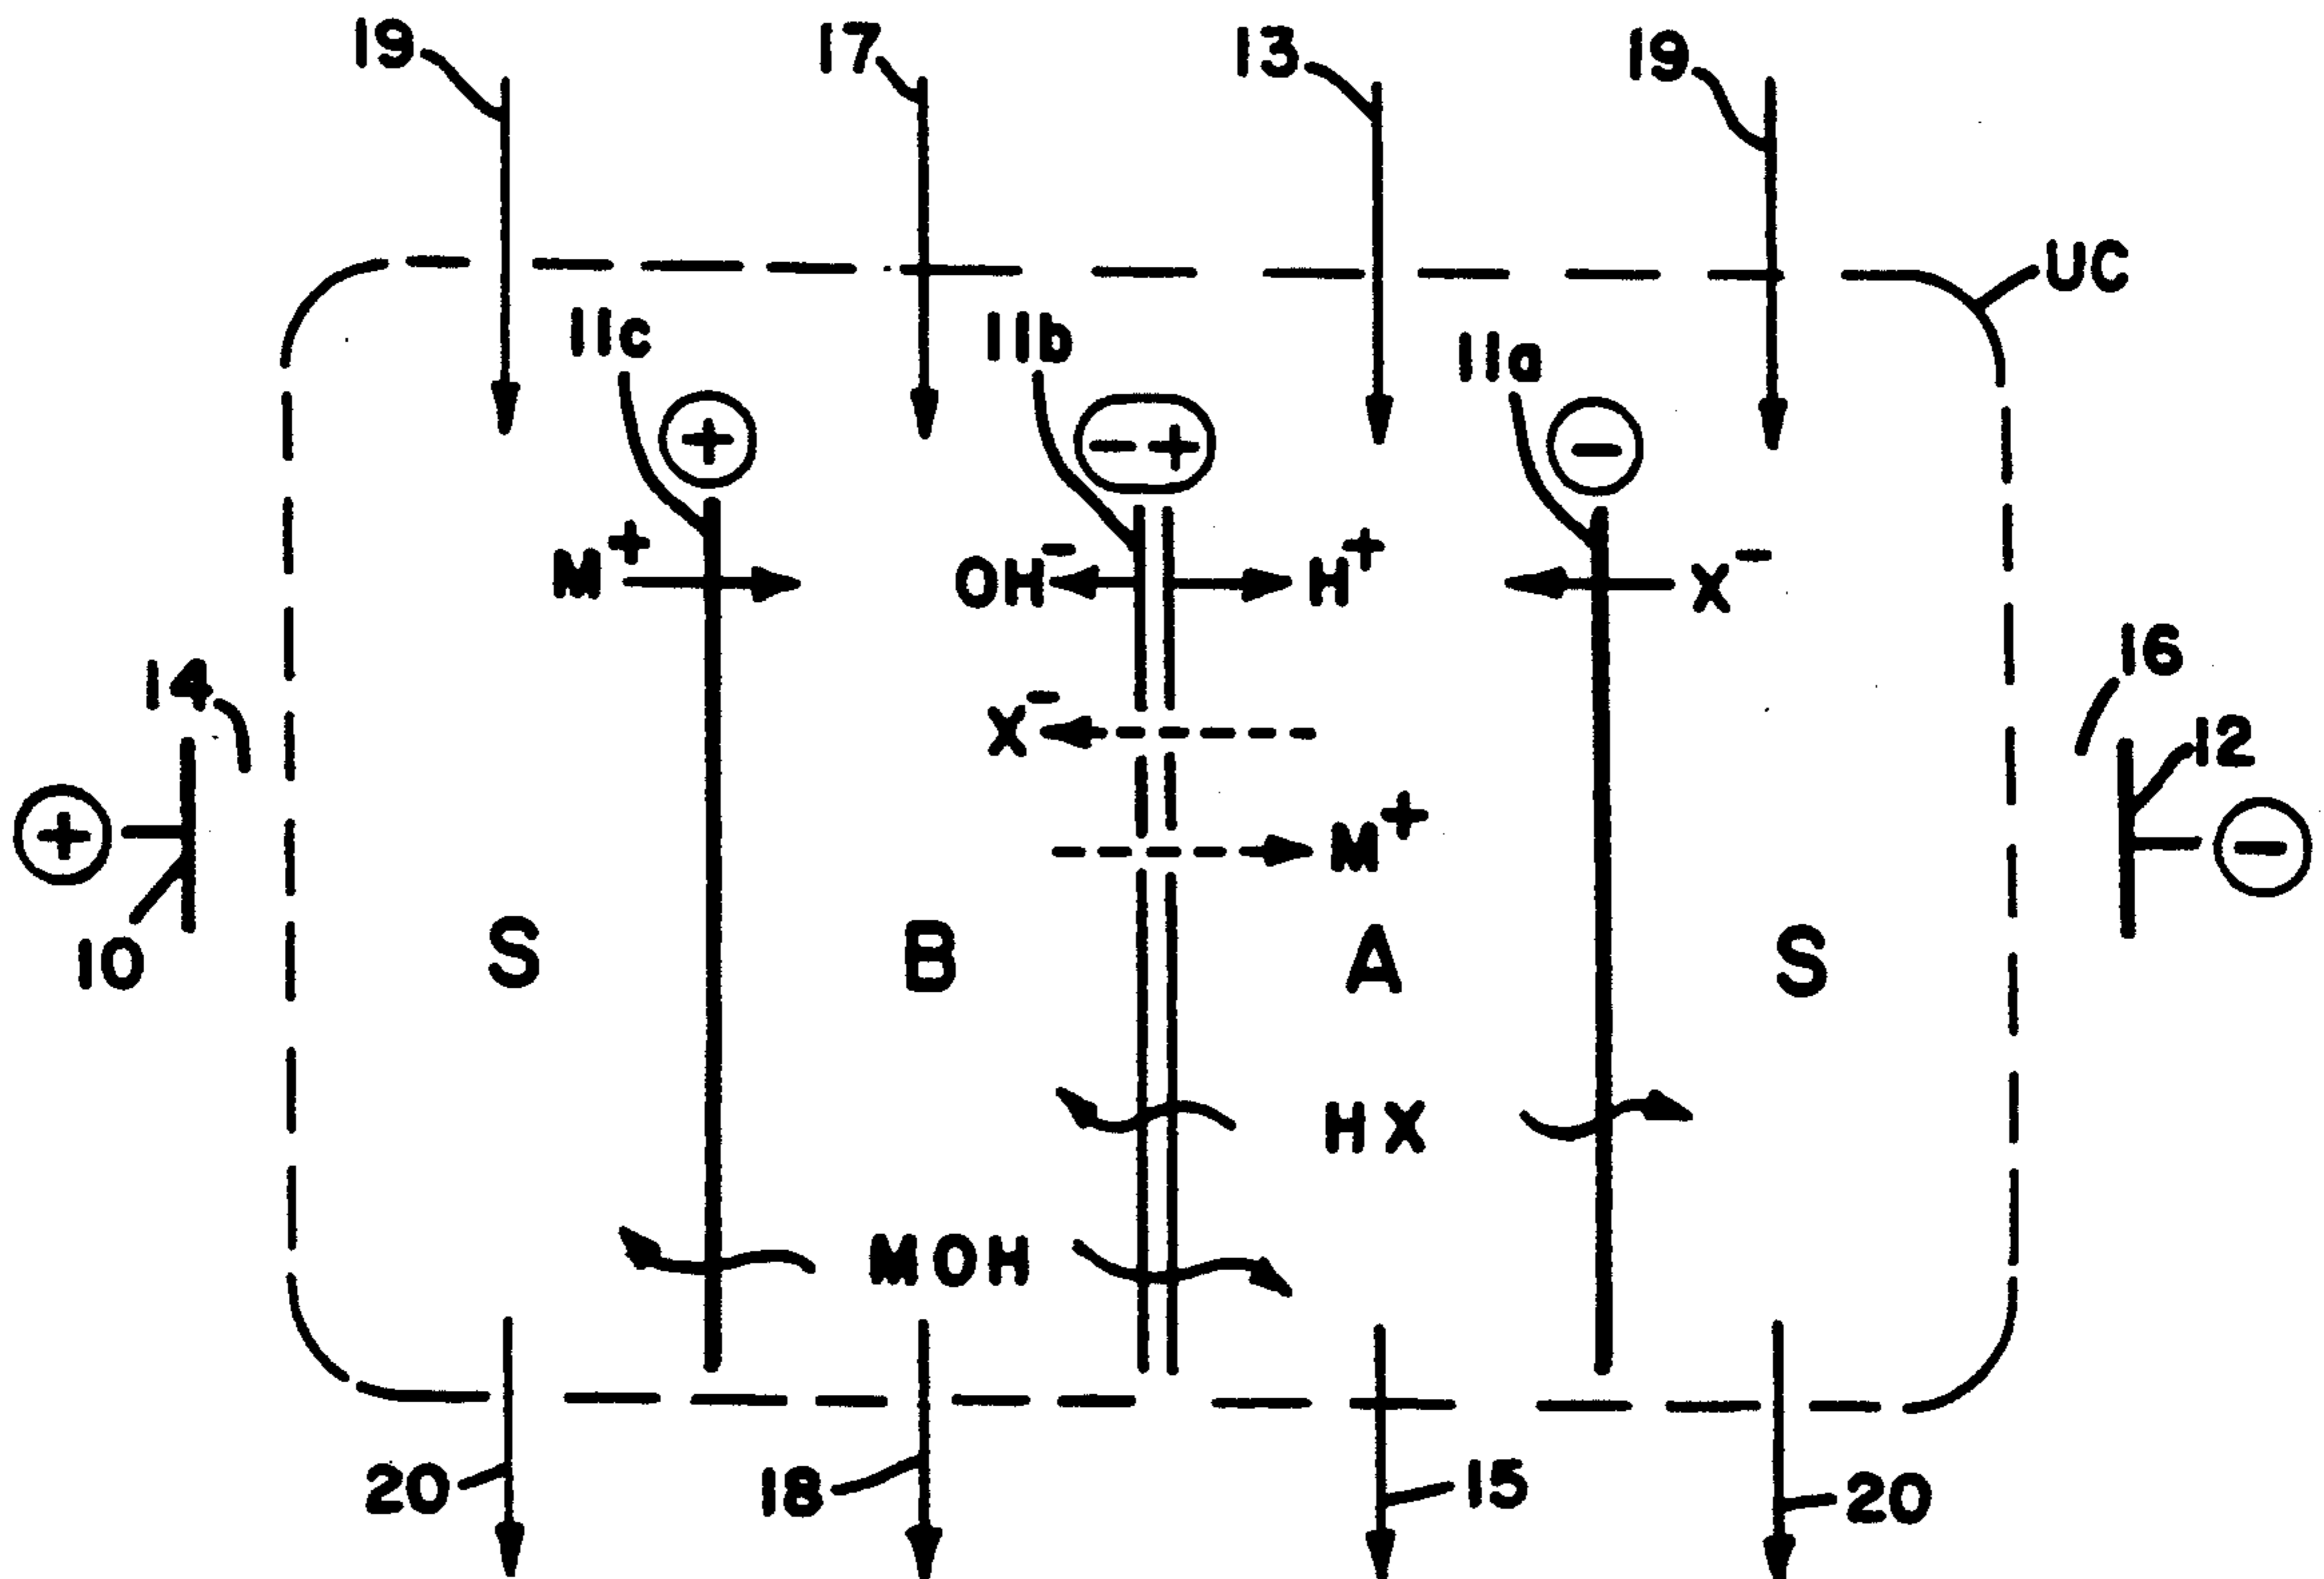 19 17 13 19
UC
11c 11b 11a
+ - + -
M+ OH- H+ X-
14 X- 16
12
+ M+ -
10 S B A S
HX
MOH
20 18 15 20